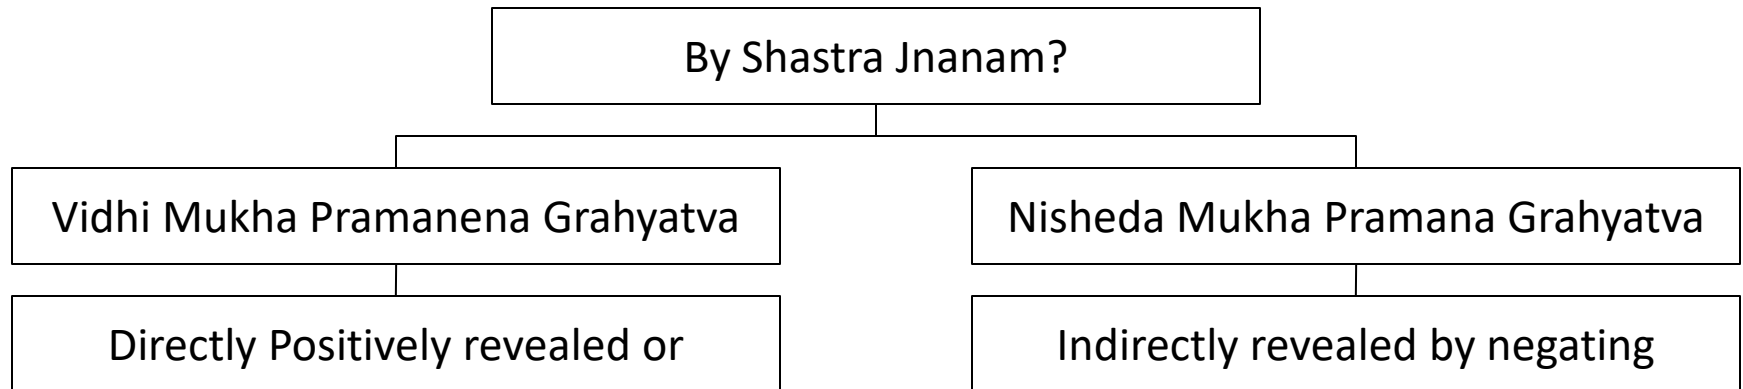 By Shastra Jnanam?
Vidhi Mukha Pramanena Grahyatva
Nisheda Mukha Pramana Grahyatva
Directly Positively revealed or
Indirectly revealed by negating